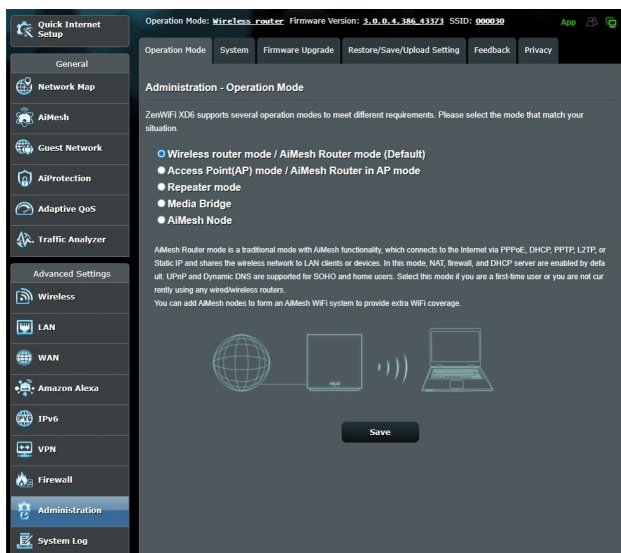 Quick Internet
Setup
Operation Mode: Wireless router Firmware Version: 3.0.0.4.386_43373 SSID: 000030 App
Operation Mode System Firmware Upgrade Restore/Save/Upload Setting Feedback Privacy
General
Network Map
AiMesh
Guest Network
AiProtection
Adaptive QoS
Traffic Analyzer
Advanced Settings
Wireless
LAN
WAN
Amazon Alexa
IPv6
VPN
Firewall
Administration
System Log
Administration - Operation Mode
ZenWiFi XD6 supports several operation modes to meet different requirements. Please select the mode that match your
situation.
Wireless router mode / AiMesh Router mode (Default)
Access Point(AP) mode / AiMesh Router in AP mode
Repeater mode
Media Bridge
AiMesh Node
AiMesh Router mode is a traditional mode with AiMesh functionality, which connects to the Internet via PPPoE, DHCP, PPTP, L2TP, or
Static IP and shares the wireless network to LAN clients or devices. In this mode, NAT, firewall, and DHCP server are enabled by defa
ult. UPnP and Dynamic DNS are supported for SOHO and home users. Select this mode if you are a first-time user or you are not cur
rently using any wired/wireless routers.
You can add AiMesh nodes to form an AiMesh WiFi system to provide extra WiFi coverage.
Save